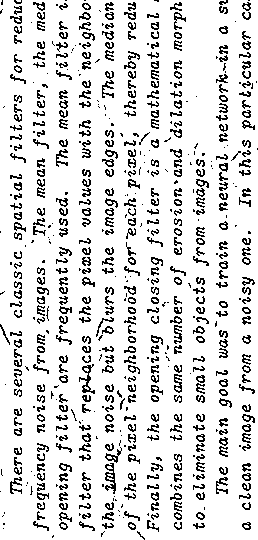 There are several classic spatial filters for reduc
frequency noise from images. The mean filter, the med
opening filter are frequently used. The mean filter i
filter that replaces the pixel values with the neighbo
the image noise but blurs the image edges. The median
of the pixel neighborhood for each pixel, thereby redu
Finally, the opening closing filter is a mathematical
combines the same number of erosion and dilation morph
to eliminate small objects from images.
The main goal was to train a neural network in a su
a clean image from a noisy one. In this particular ca